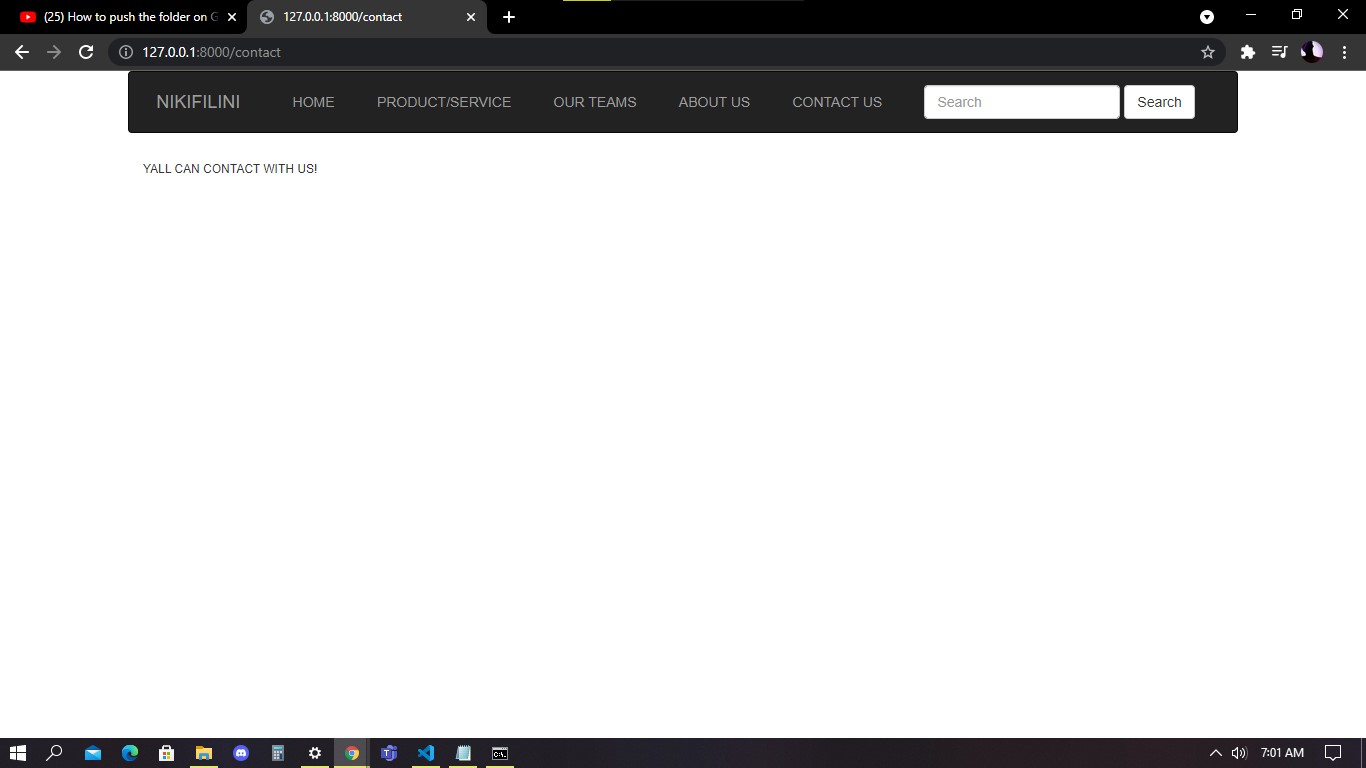 (25) How to push the folder on G
127.0.0.1:8000/contact
127.0.0.1:8000/contact
NIKIFILINI HOME PRODUCT/SERVICE OUR TEAMS ABOUT US CONTACT US Search Search
YALL CAN CONTACT WITH US!
7:01 AM